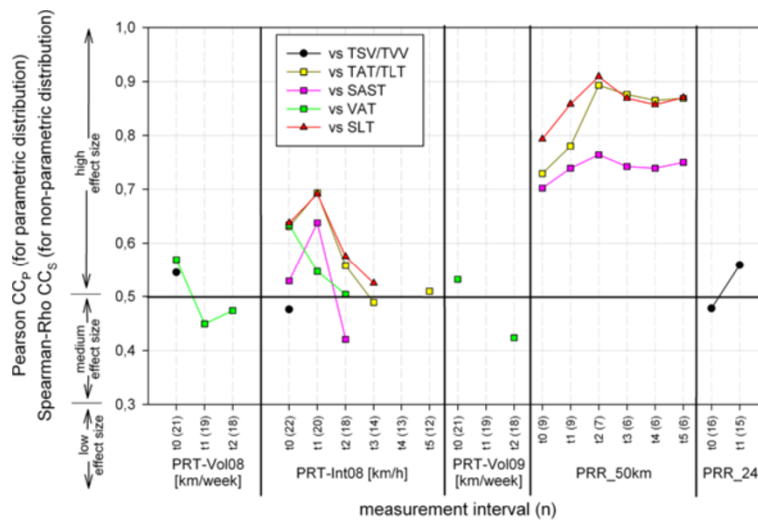 Pearson CCP (for parametric distribution)
Spearman-Rho CCS (for non-parametric distribution)
high
effect size
medium
effect size
low
effect size
1,0
0,9
0,8
0,7
0,6
0,5
0,4
0,3
vs TSV/TVV
vs TAT/TLT
vs SAST
vs VAT
vs SLT
t0 (21)
t1 (19)
t2 (18)
t0 (22)
t1 (20)
t2 (18)
t3 (14)
t4 (13)
t5 (12)
t0 (21)
t1 (19)
t2 (18)
t0 (9)
t1 (9)
t2 (7)
t3 (6)
t4 (6)
t5 (6)
t0 (16)
t1 (15)
PRT-Vol08
[km/week]
PRT-Int08 [km/h]
PRT-Vol09
[km/week]
PRR_50km
PRR_24
measurement interval (n)